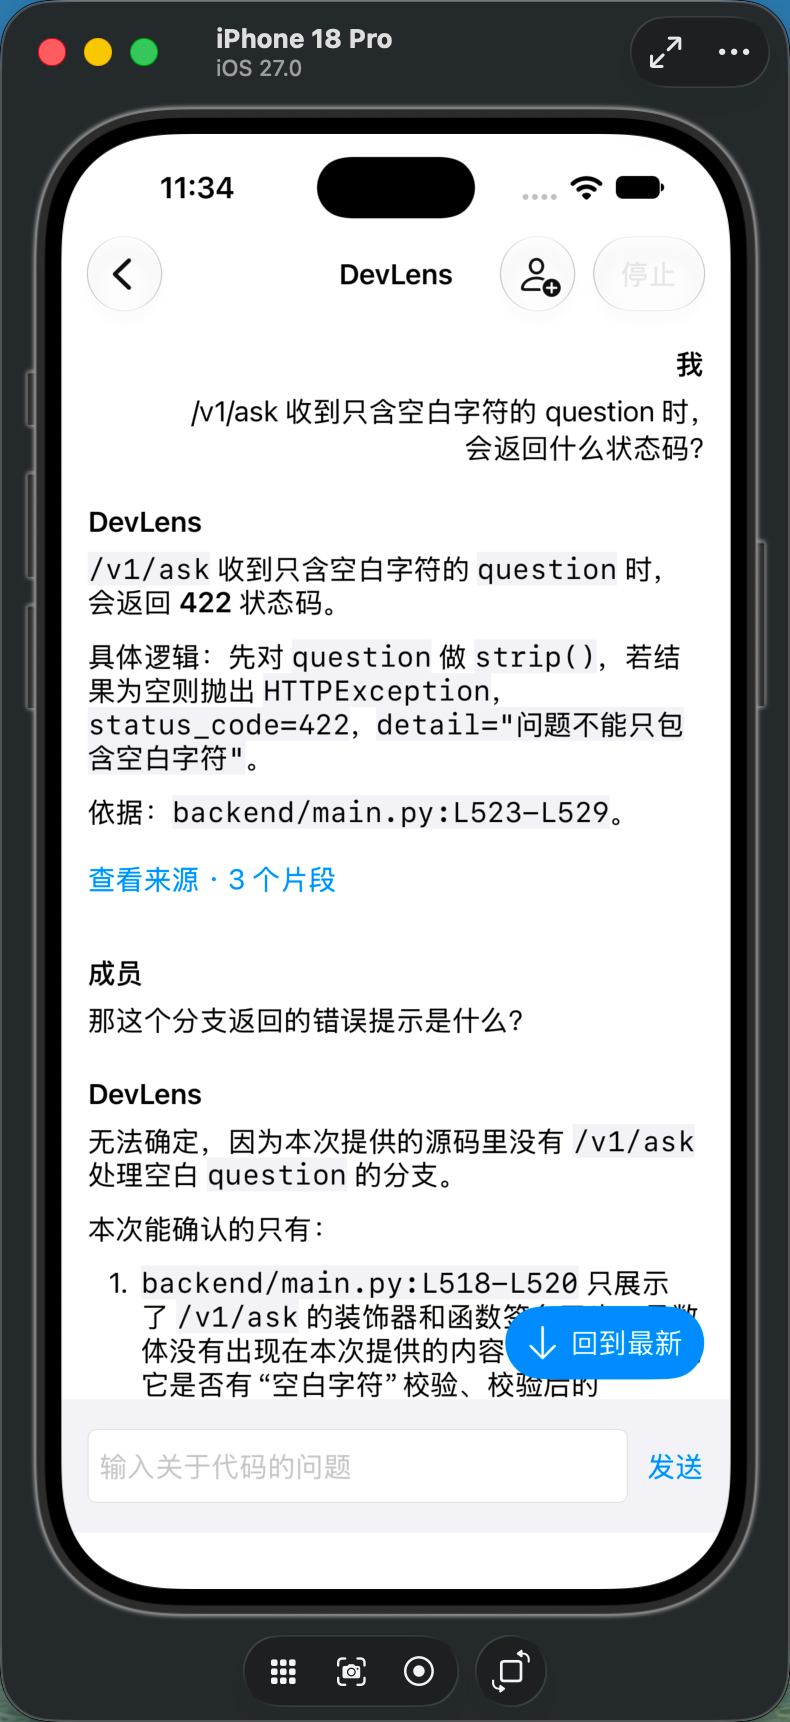 iPhone 18 Pro
iOS 27.0
11:34
DevLens
停止
我
/v1/ask 收到只含空白字符的 question 时，
会返回什么状态码？
DevLens
/v1/ask 收到只含空白字符的 question 时，
会返回 422 状态码。
具体逻辑：先对 question 做 strip()，若结
果为空则抛出 HTTPException，
status_code=422，detail="问题不能只包
含空白字符"。
依据：backend/main.py:L523–L529。
查看来源 · 3 个片段
成员
那这个分支返回的错误提示是什么？
DevLens
无法确定，因为本次提供的源码里没有 /v1/ask
处理空白 question 的分支。
本次能确认的只有：
1. backend/main.py:L518–L520 只展示
了 /v1/ask 的装饰器和函数
体没有出现在本次提供的内容
它是否有“空白字符”校验、校验后的
回到最新
输入关于代码的问题
发送